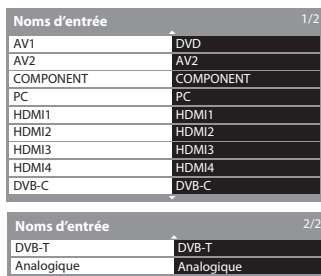 Noms d'entrée 1/2
AV1 DVD
AV2 AV2
COMPONENT COMPONENT
PC PC
HDMI1 HDMI1
HDMI2 HDMI2
HDMI3 HDMI3
HDMI4 HDMI4
DVB-C DVB-C
Noms d'entrée 2/2
DVB-T DVB-T
Analogique Analogique